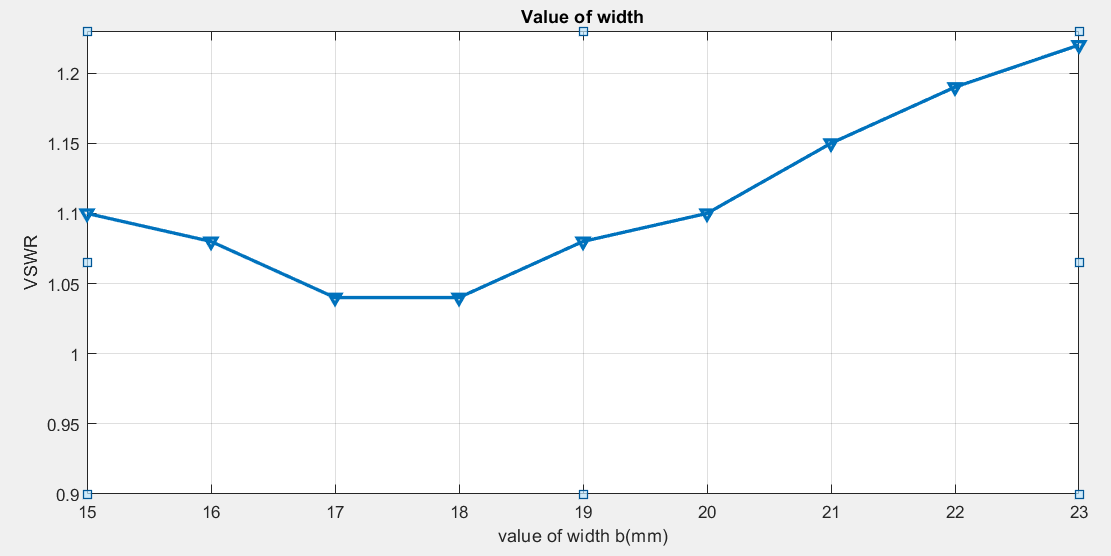 Value of width
1.2
1.15
1.1
1.05
1
0.95
0.9
VSWR
15 16 17 18 19 20 21 22 23
value of width b(mm)